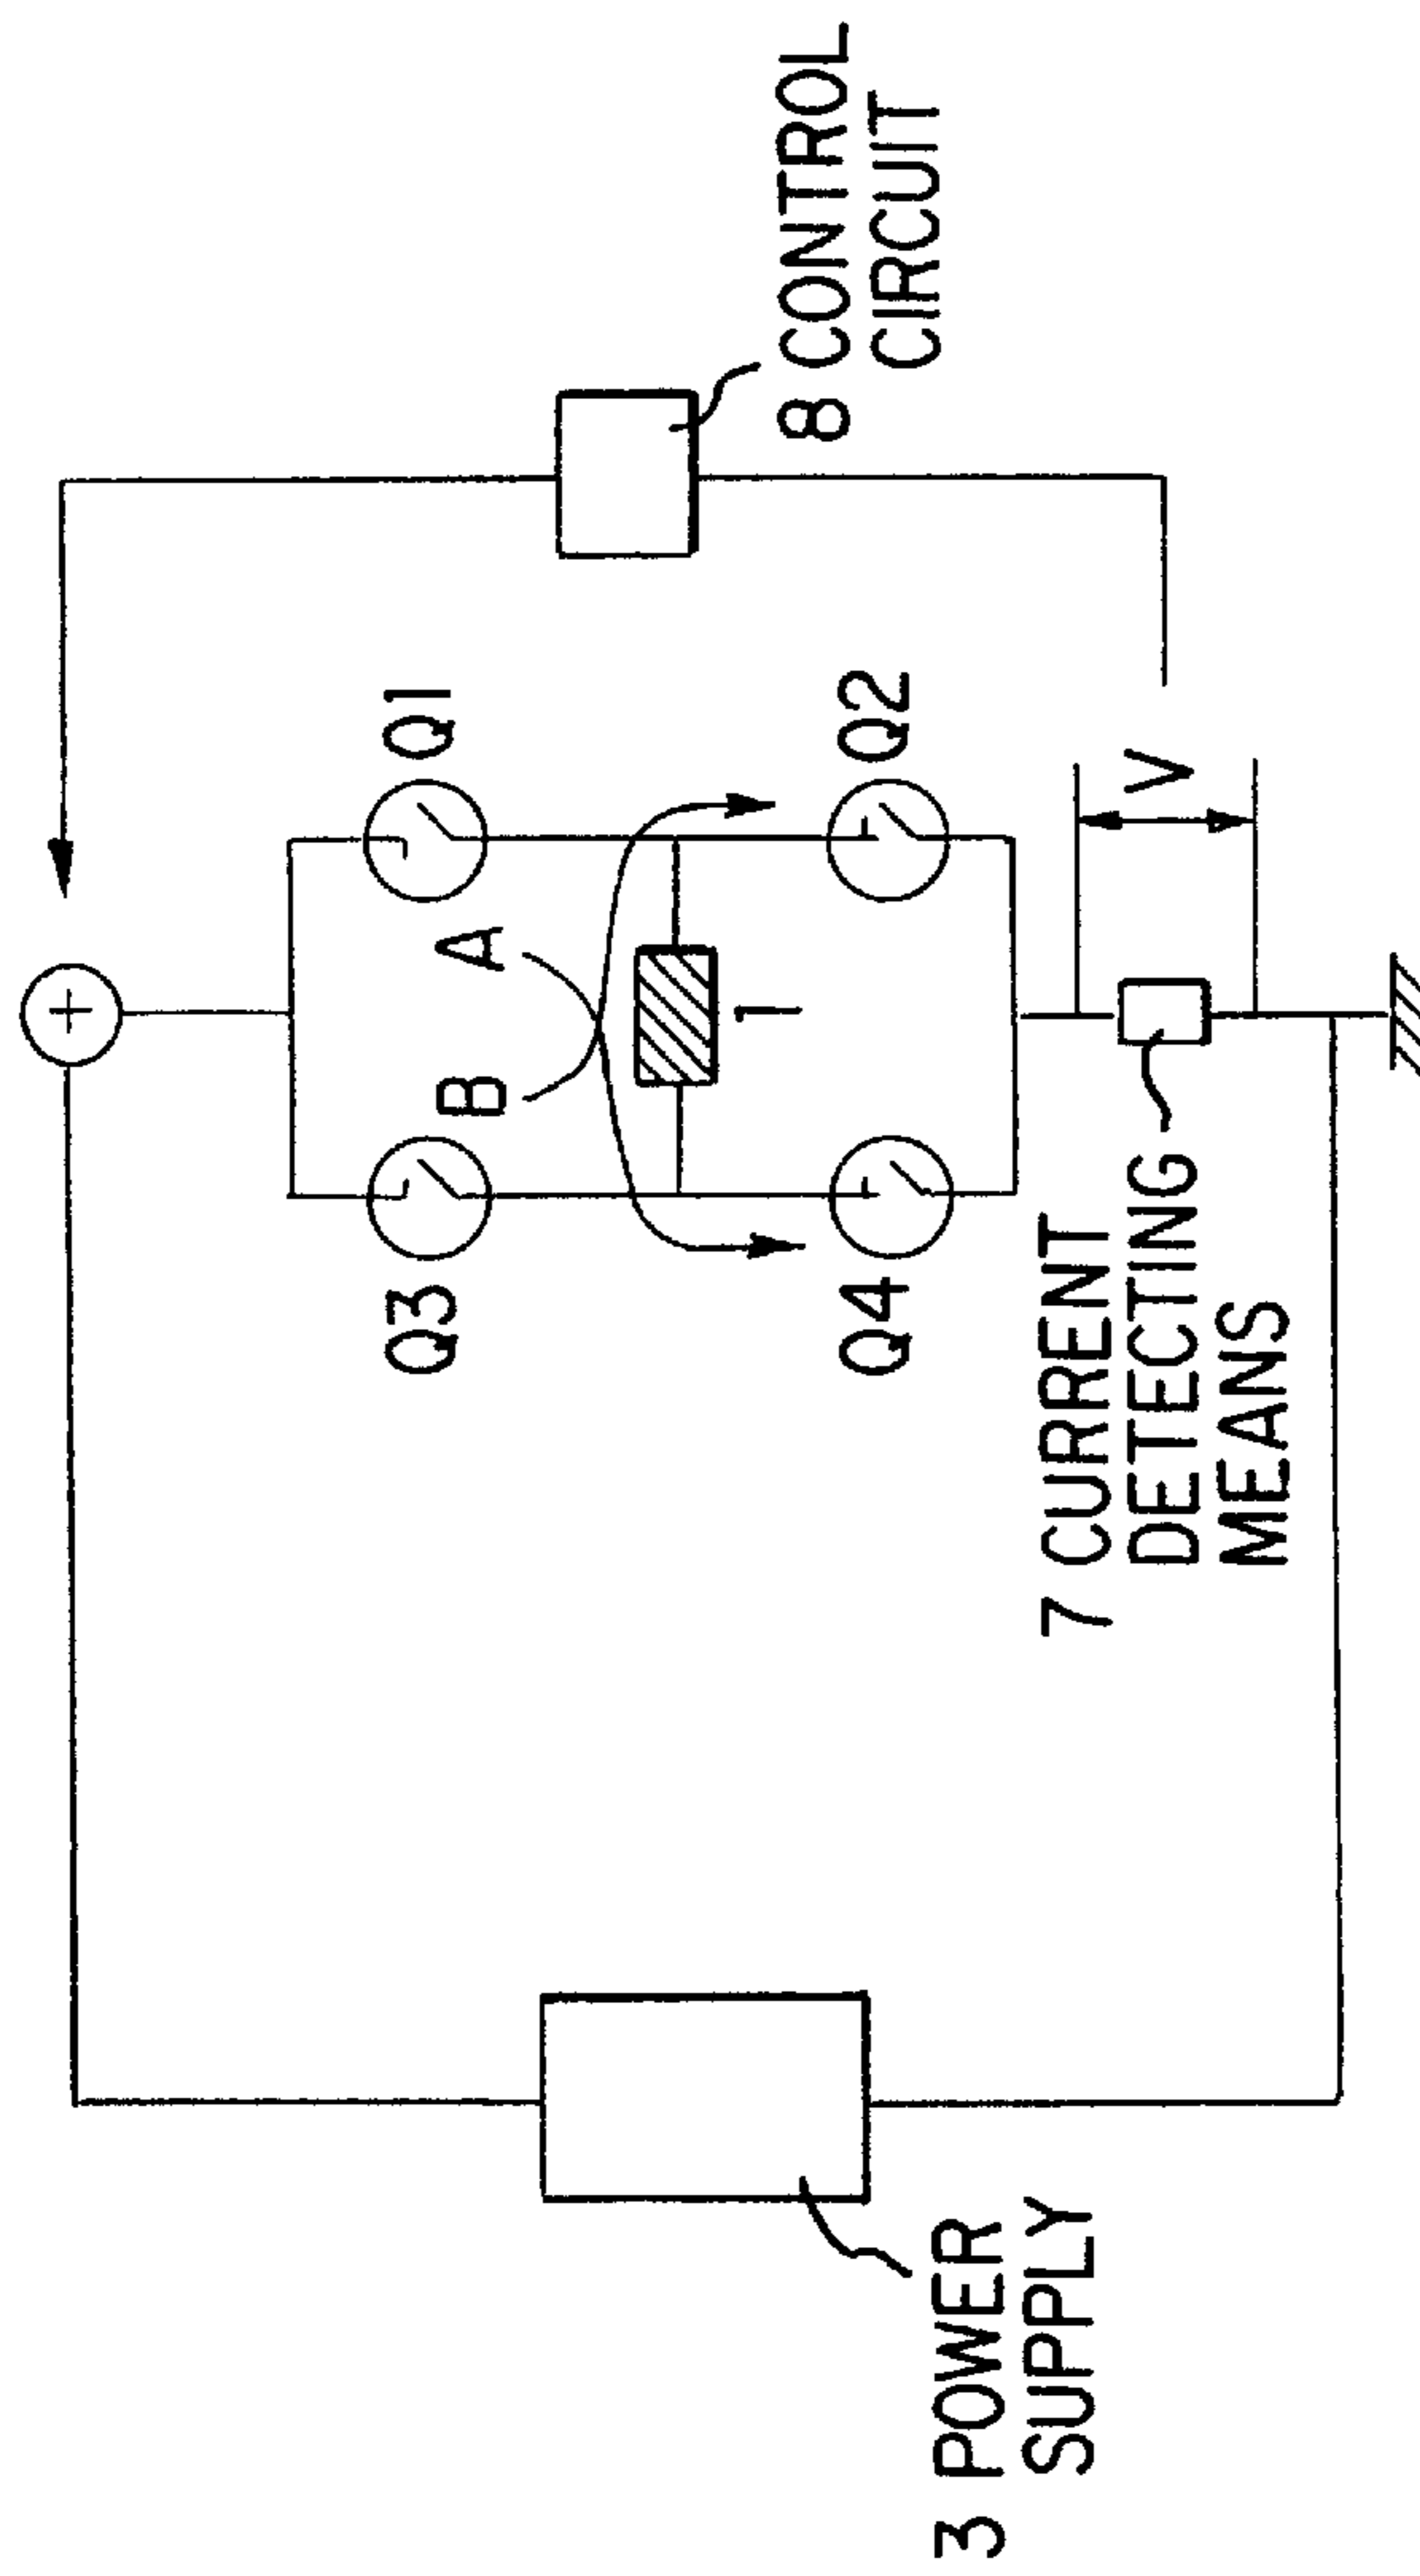 8 CONTROL
CIRCUIT
+
Q1
Q2
A
B
1
V
Q3
Q4
7 CURRENT
DETECTING
MEANS
3 POWER
SUPPLY